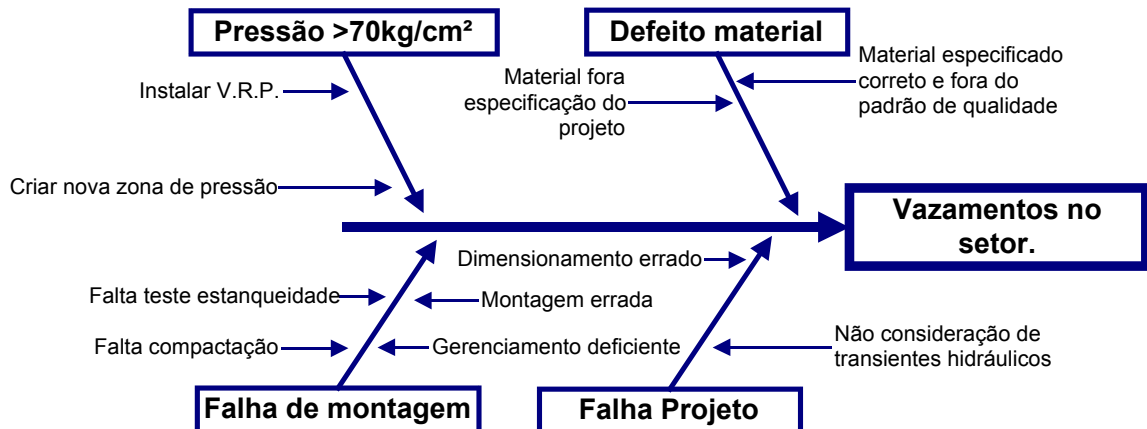 Pressão >70kg/cm²
Defeito material
Instalar V.R.P.
Material fora
especificação do
projeto
Material especificado
correto e fora do
padrão de qualidade
Criar nova zona de pressão
Vazamentos no
setor.
Dimensionamento errado
Falta teste estanqueidade
Montagem errada
Falta compactação
Gerenciamento deficiente
Não consideração de
transientes hidráulicos
Falha de montagem
Falha Projeto